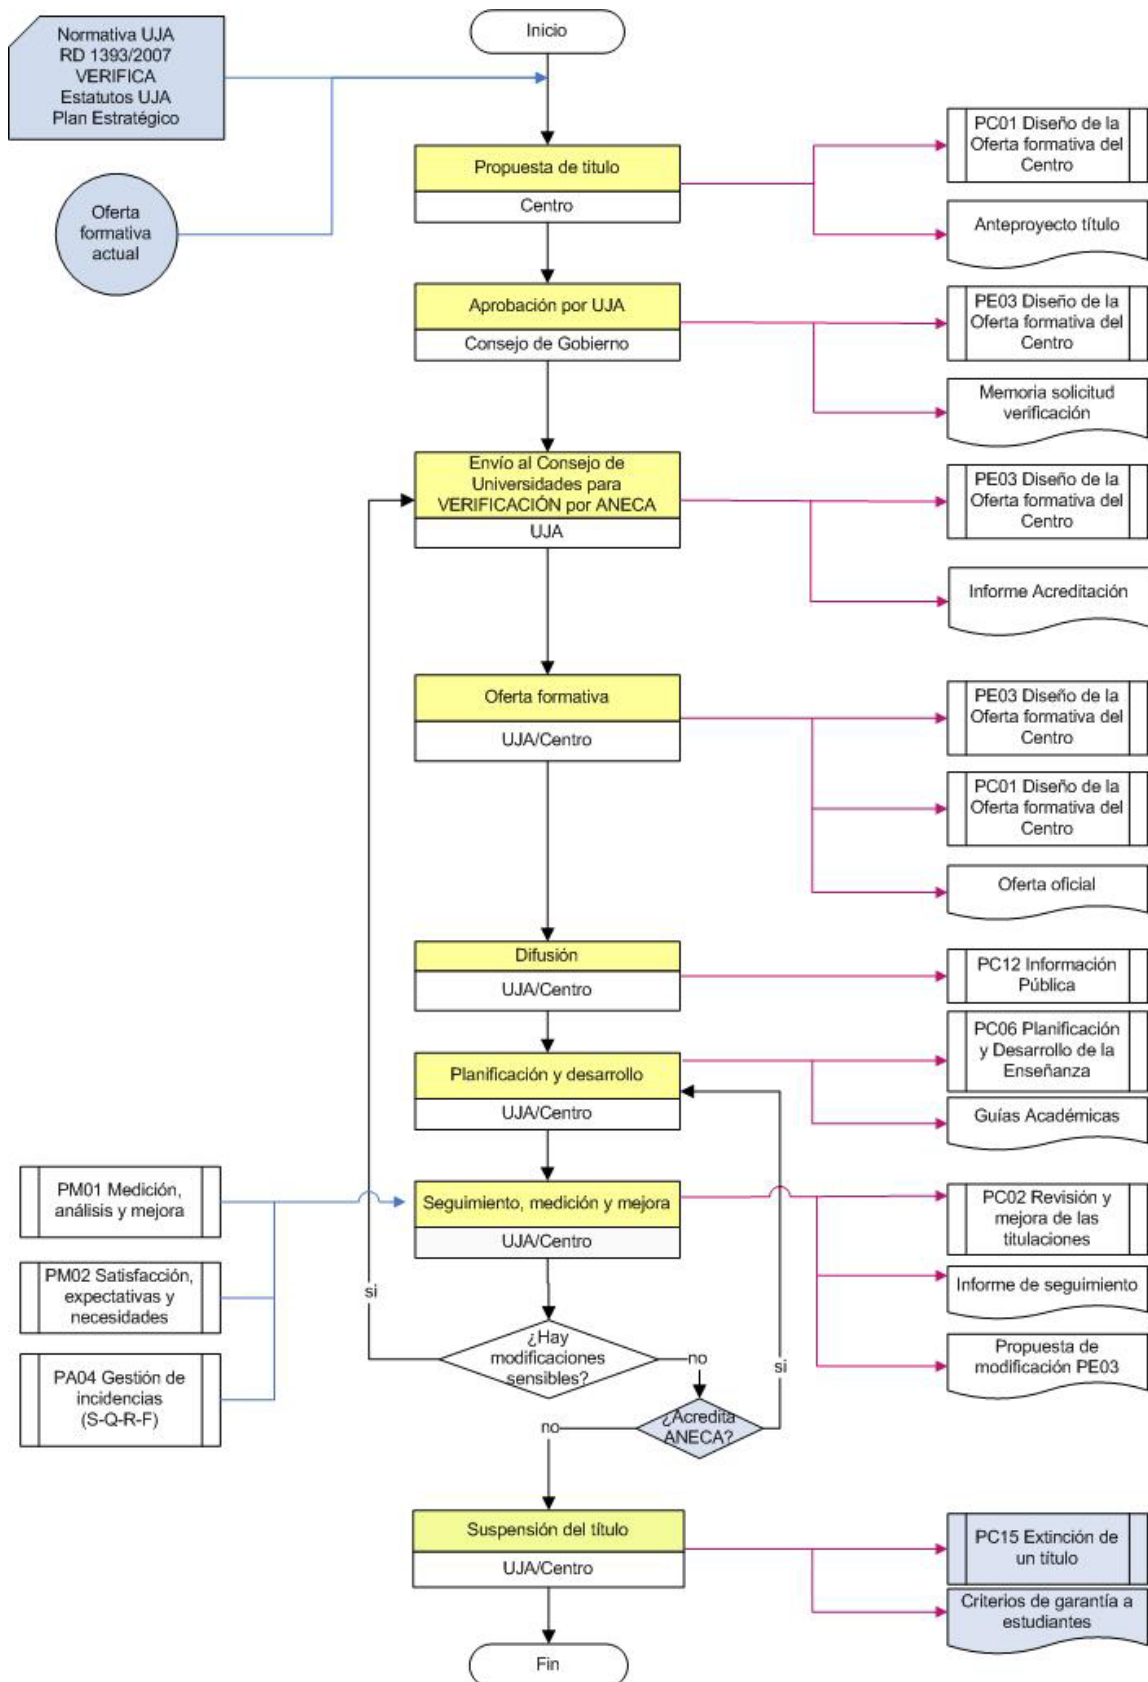 Normativa UJA
RD 1393/2007
VERIFICA
Estatutos UJA
Plan Estratégico
Inicio
Oferta
formativa
actual
Propuesta de titulo
Centro
PC01 Diseño de la
Oferta formativa del
Centro
Anteproyecto título
Aprobación por UJA
Consejo de Gobierno
PE03 Diseño de la
Oferta formativa del
Centro
Memoria solicitud
verificación
Envío al Consejo de
Universidades para
VERIFICACIÓN por ANECA
UJA
PE03 Diseño de la
Oferta formativa del
Centro
Informe Acreditación
Oferta formativa
UJA/Centro
PE03 Diseño de la
Oferta formativa del
Centro
PC01 Diseño de la
Oferta formativa del
Centro
Oferta oficial
Difusión
UJA/Centro
PC12 Información
Pública
Planificación y desarrollo
UJA/Centro
PC06 Planificación
y Desarrollo de la
Enseñanza
Guías Académicas
PM01 Medición,
análisis y mejora
PM02 Satisfacción,
expectativas y
necesidades
PA04 Gestión de
incidencias
(S-Q-R-F)
Seguimiento, medición y mejora
UJA/Centro
PC02 Revisión y
mejora de las
titulaciones
Informe de seguimiento
Propuesta de
modificación PE03
si
¿Hay
modificaciones
sensibles?
no
si
¿Acredita
ANECA?
no
Suspensión del título
UJA/Centro
PC15 Extinción de
un título
Criterios de garantía a
estudiantes
Fin